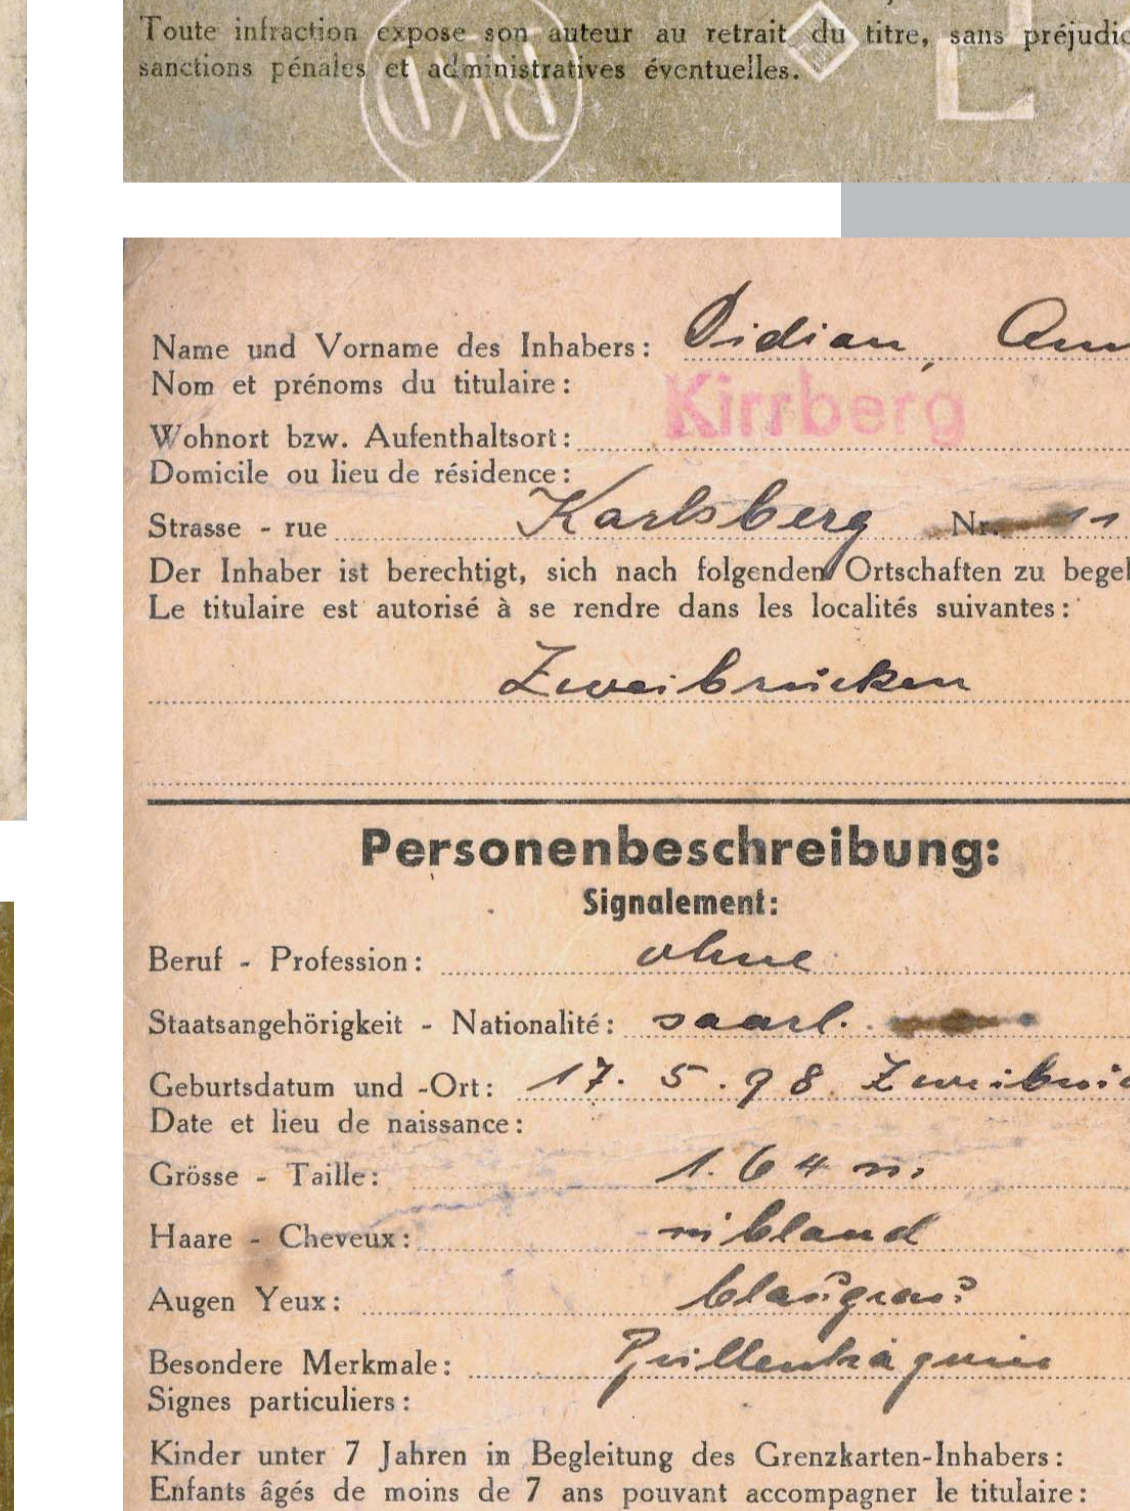 Toute infraction expose son auteur au retrait du titre, sans préjudic
sanctions pénales et administratives éventuelles.
Name und Vorname des Inhabers: Didian, Ann
Nom et prénoms du titulaire:
Kirrberg
Wohnort bzw. Aufenthaltsort:
Domicile ou lieu de résidence:
Strasse - rue Karlsberg Nr. 11
Der Inhaber ist berechtigt, sich nach folgenden Ortschaften zu begeb
Le titulaire est autorisé à se rendre dans les localités suivantes:
Zweibrücken
Personenbeschreibung:
Signalement:
Beruf - Profession: ohne
Staatsangehörigkeit - Nationalité: saarl.
Geburtsdatum und -Ort: 17. 5. 98 Zweibrüc
Date et lieu de naissance:
Grösse - Taille: 1.64 m
Haare - Cheveux: blond
Augen Yeux: blaugrau
Besondere Merkmale: Brillenträgerin
Signes particuliers:
Kinder unter 7 Jahren in Begleitung des Grenzkarten-Inhabers:
Enfants âgés de moins de 7 ans pouvant accompagner le titulaire: